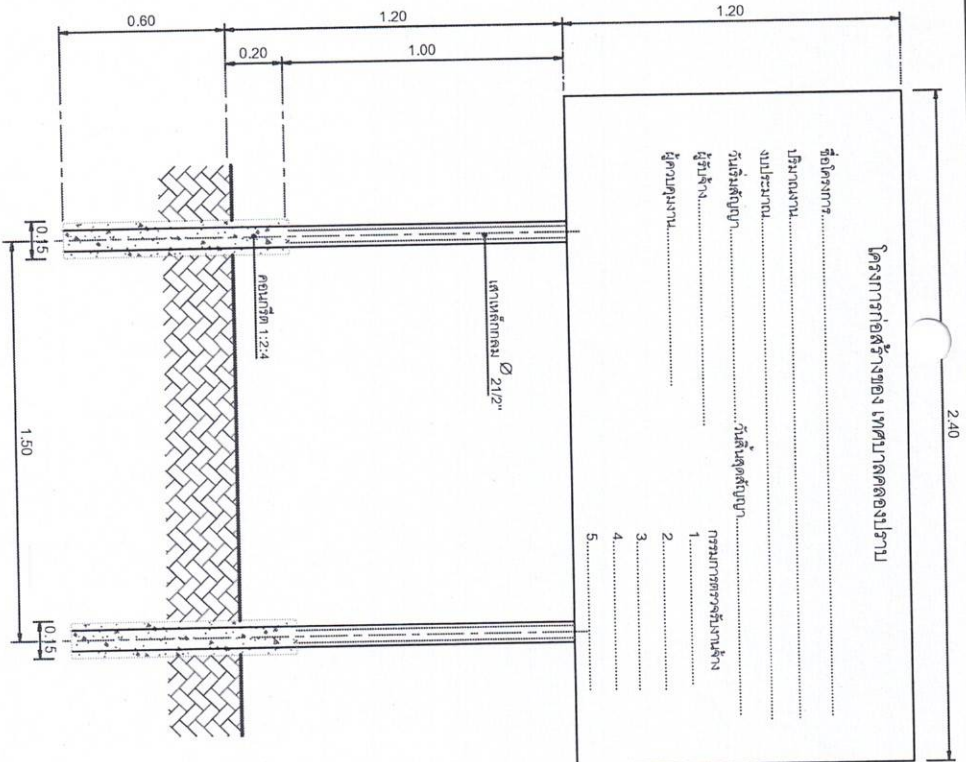 2.40
โครงการก่อสร้างของ เทศบาลคลองปราบ
ชื่อโครงการ........................
ปริมาณงาน........................
งบประมาณ........................
วันเริ่มสัญญา........................วันสิ้นสุดสัญญา........................
ผู้รับจ้าง........................
ผู้ควบคุมงาน........................
กรรมการตรวจรับงานจ้าง
1........................
2........................
3........................
4........................
5........................
1.20
1.20
1.00
0.20
0.60
เสาเหล็กกลม Ø 21/2"
คอนกรีต 1:2:4
0.15
0.15
1.50